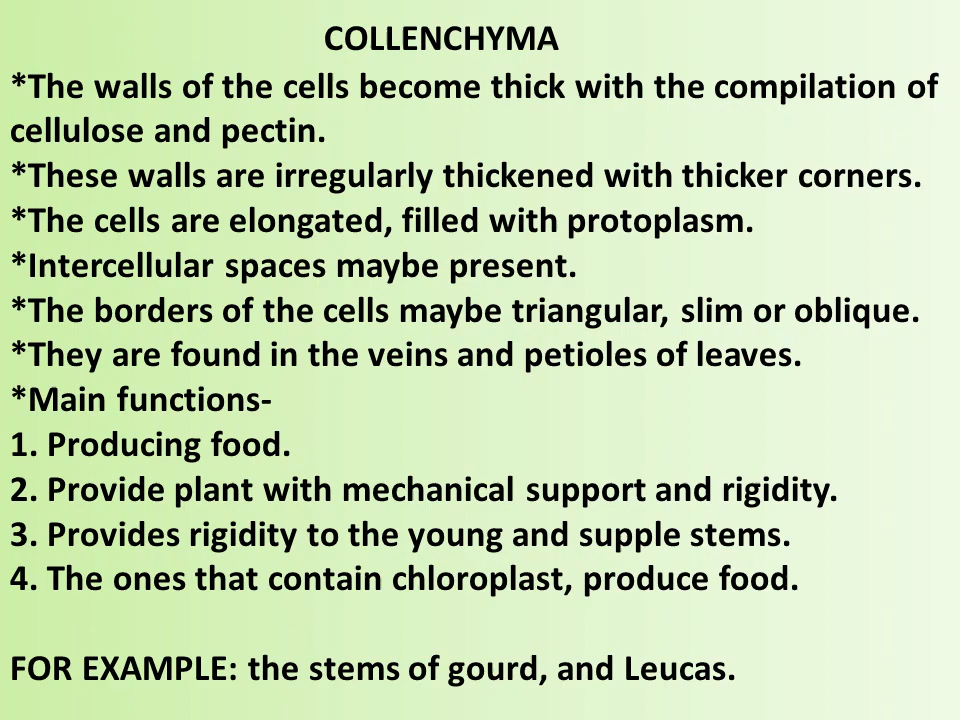 COLLENCHYMA
*The walls of the cells become thick with the compilation of
cellulose and pectin.
*These walls are irregularly thickened with thicker corners.
*The cells are elongated, filled with protoplasm.
*Intercellular spaces maybe present.
*The borders of the cells maybe triangular, slim or oblique.
*They are found in the veins and petioles of leaves.
*Main functions-
1. Producing food.
2. Provide plant with mechanical support and rigidity.
3. Provides rigidity to the young and supple stems.
4. The ones that contain chloroplast, produce food.
FOR EXAMPLE: the stems of gourd, and Leucas.